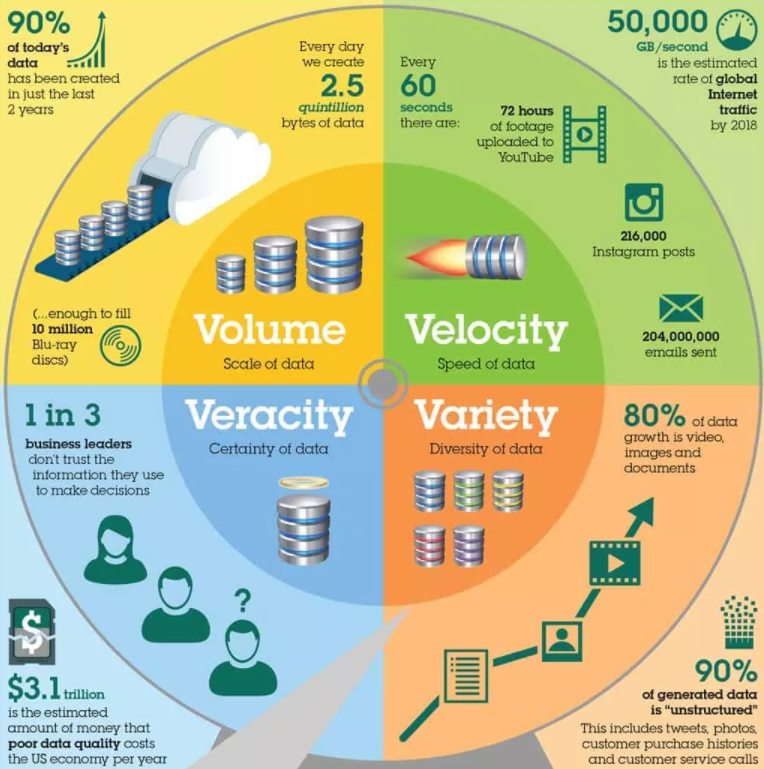 90%
of today's
data
has been created
in just the last
2 years
Every day
we create
2.5
quintillion
bytes of data
(...enough to fill
10 million
Blu-ray
discs)
Volume
Scale of data
Every
60
seconds
there are:
72 hours
of footage
uploaded to
YouTube
50,000
GB/second
is the estimated
rate of global
Internet
traffic
by 2018
216,000
Instagram posts
204,000,000
emails sent
Velocity
Speed of data
Veracity
Certainty of data
1 in 3
business leaders
don't trust the
information they use
to make decisions
?
$
$3.1 trillion
is the estimated
amount of money that
poor data quality costs
the US economy per year
Variety
Diversity of data
80% of data
growth is video,
images and
documents
90%
of generated data
is "unstructured"
This includes tweets, photos,
customer purchase histories
and customer service calls